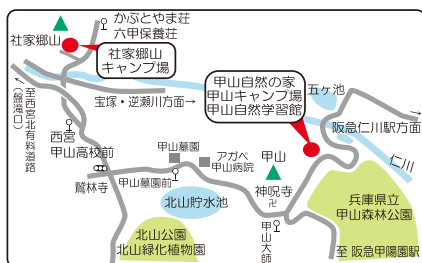 かぶとやま荘
六甲保養荘
社家郷山
社家郷山
キャンプ場
甲山自然の家
甲山キャンプ場
甲山自然学習館
五ヶ池
宝塚・逆瀬川方面→
→
阪急仁川駅方面
仁川
←至西宮北有料道路
(盤滝口)
西宮
甲山高校前
鷲林寺
甲山墓園
アガペ
甲山病院
甲山墓園前
甲山
神呪寺
卍
北山貯水池
甲山大師
北山公園
北山緑化植物園
兵庫県立
甲山森林公園
至 阪急甲陽園駅